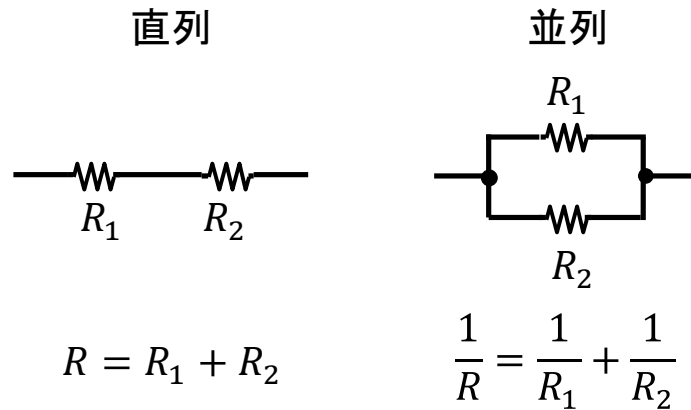 直列
並列
R₁
R₂
R₁
R₂
R = R₁ + R₂
1/R = 1/R₁ + 1/R₂